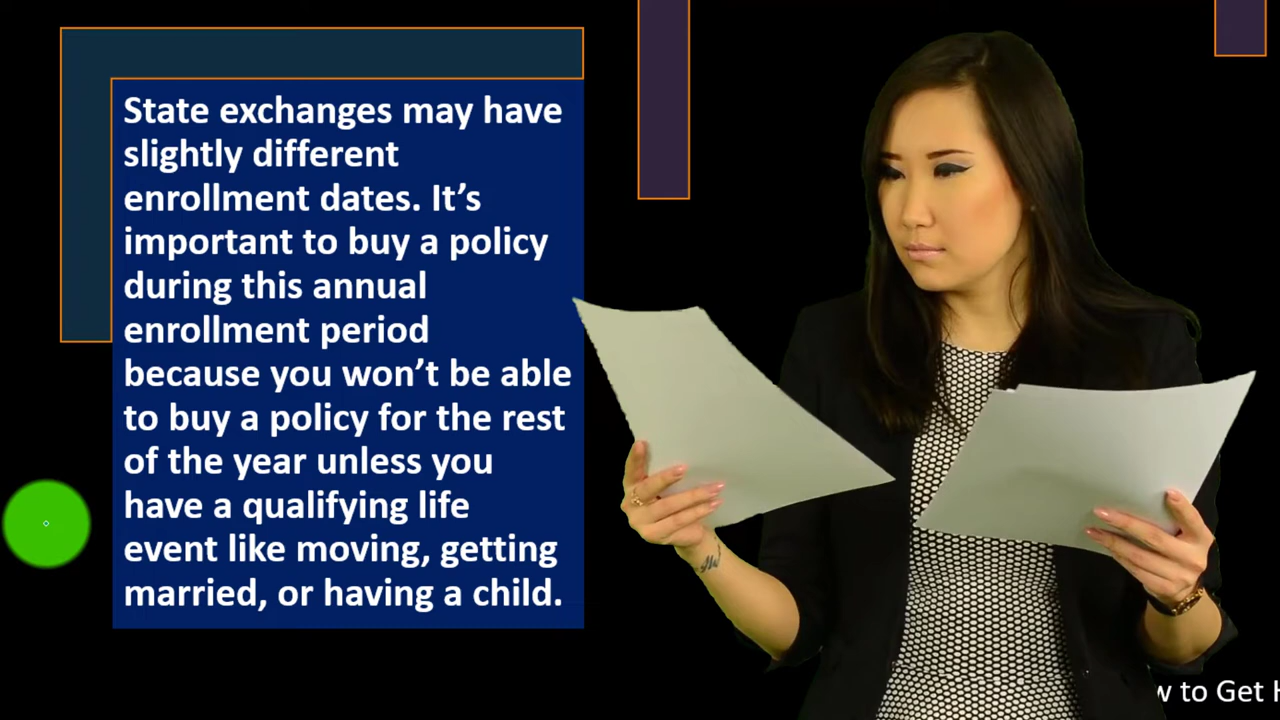 State exchanges may have
slightly different
enrollment dates. It’s
important to buy a policy
during this annual
enrollment period
because you won’t be able
to buy a policy for the rest
of the year unless you
have a qualifying life
event like moving, getting
married, or having a child.
to Get